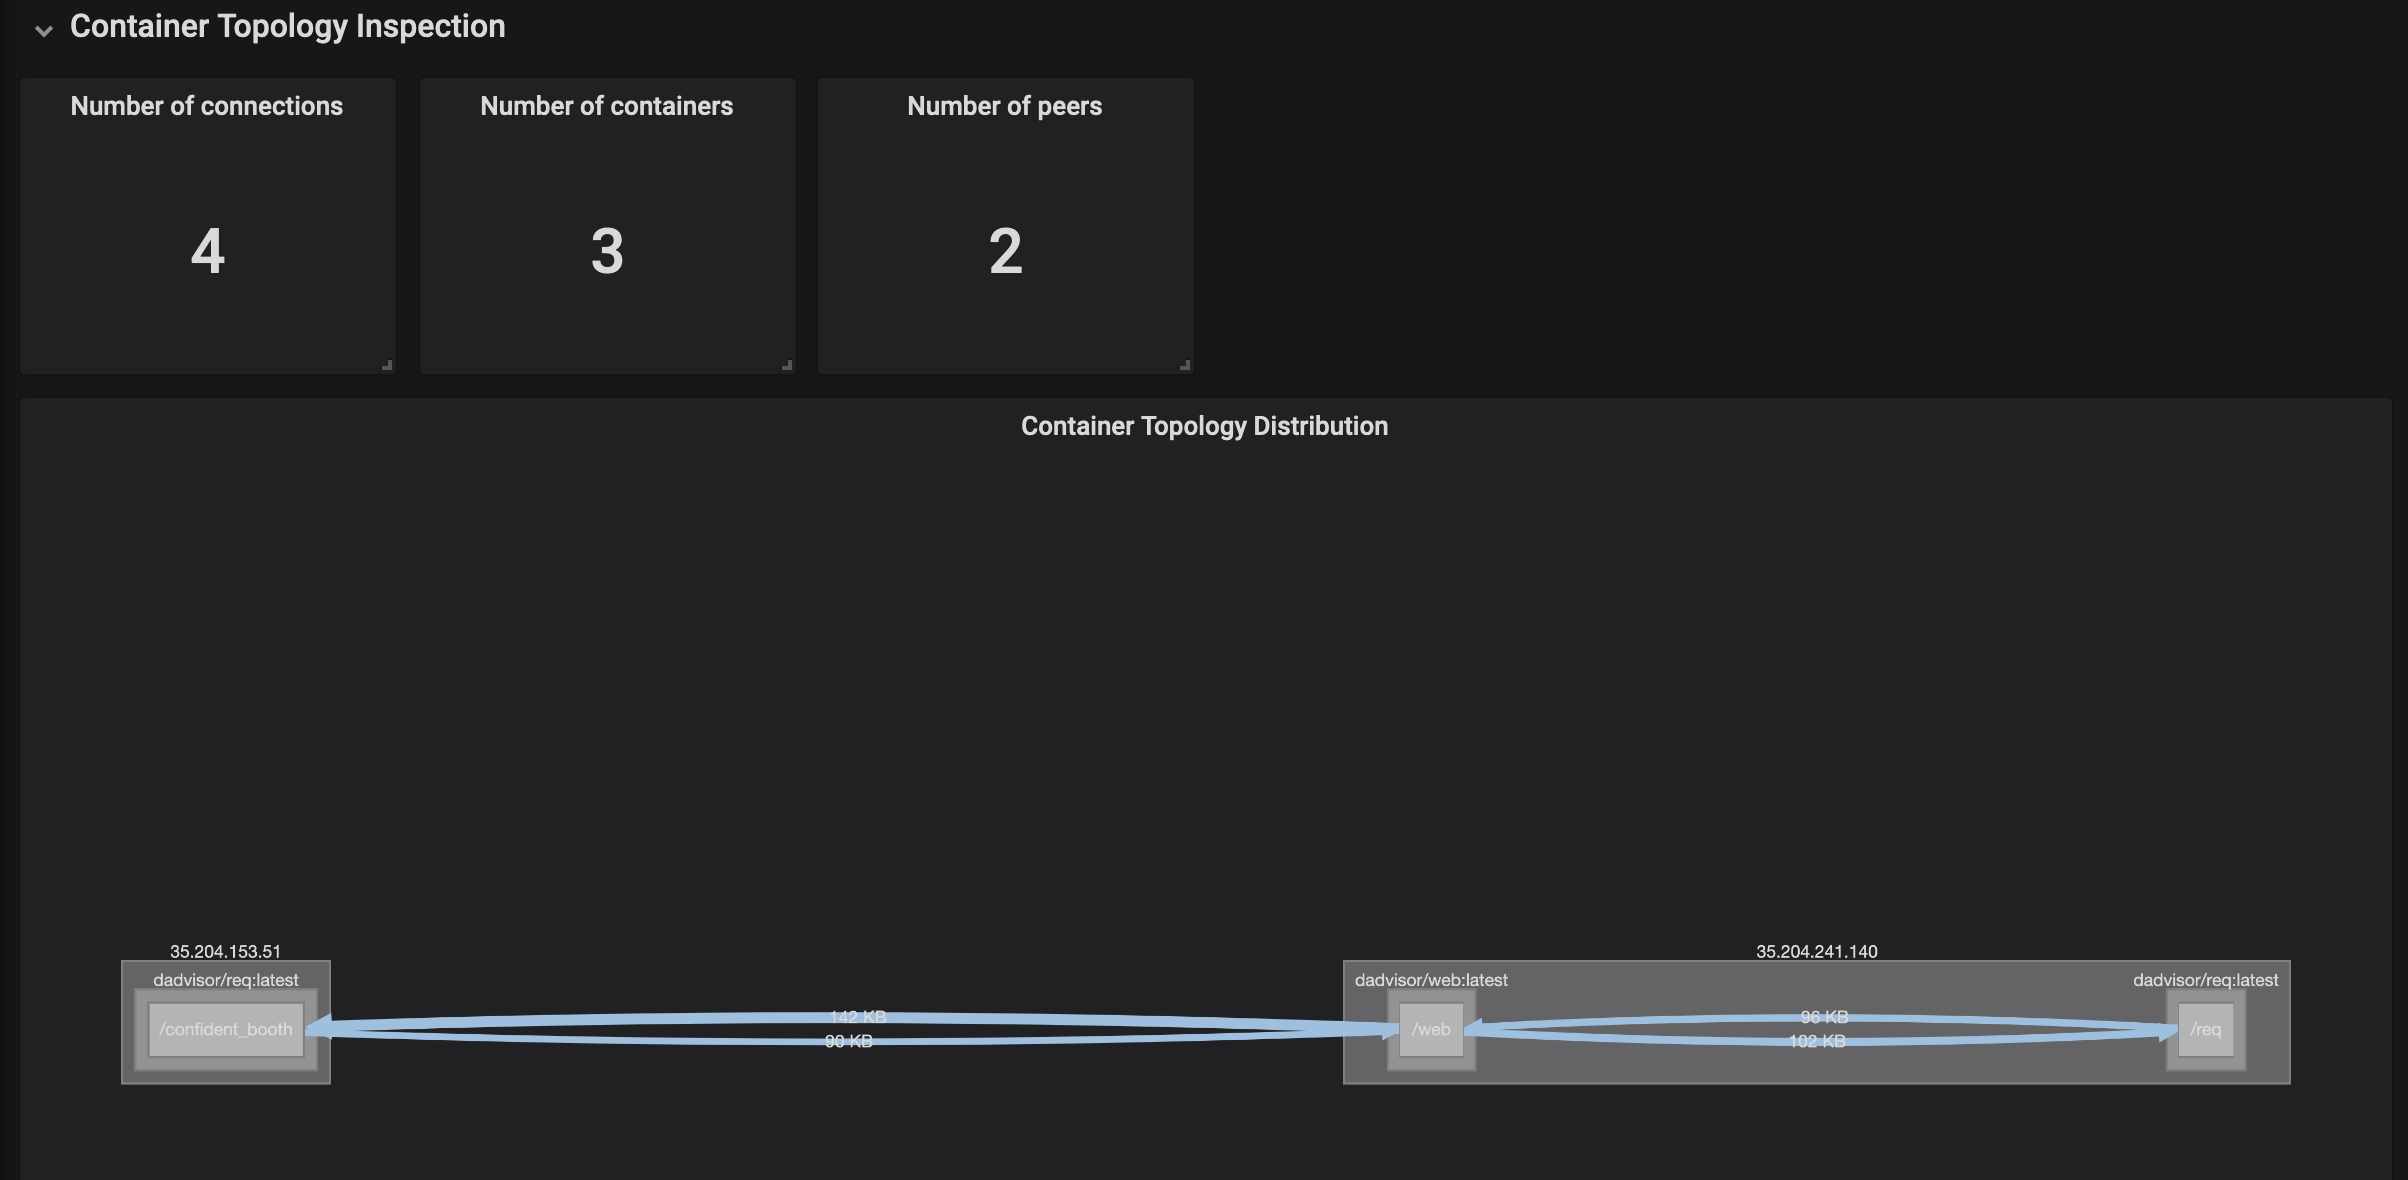 Container Topology Inspection
Number of connections
Number of containers
Number of peers
4
3
2
Container Topology Distribution
35.204.153.51
35.204.241.140
dadvisor/req:latest
dadvisor/web:latest
dadvisor/req:latest
142 KB
96 KB
/confident_booth
/web
/req
90 KB
102 KB